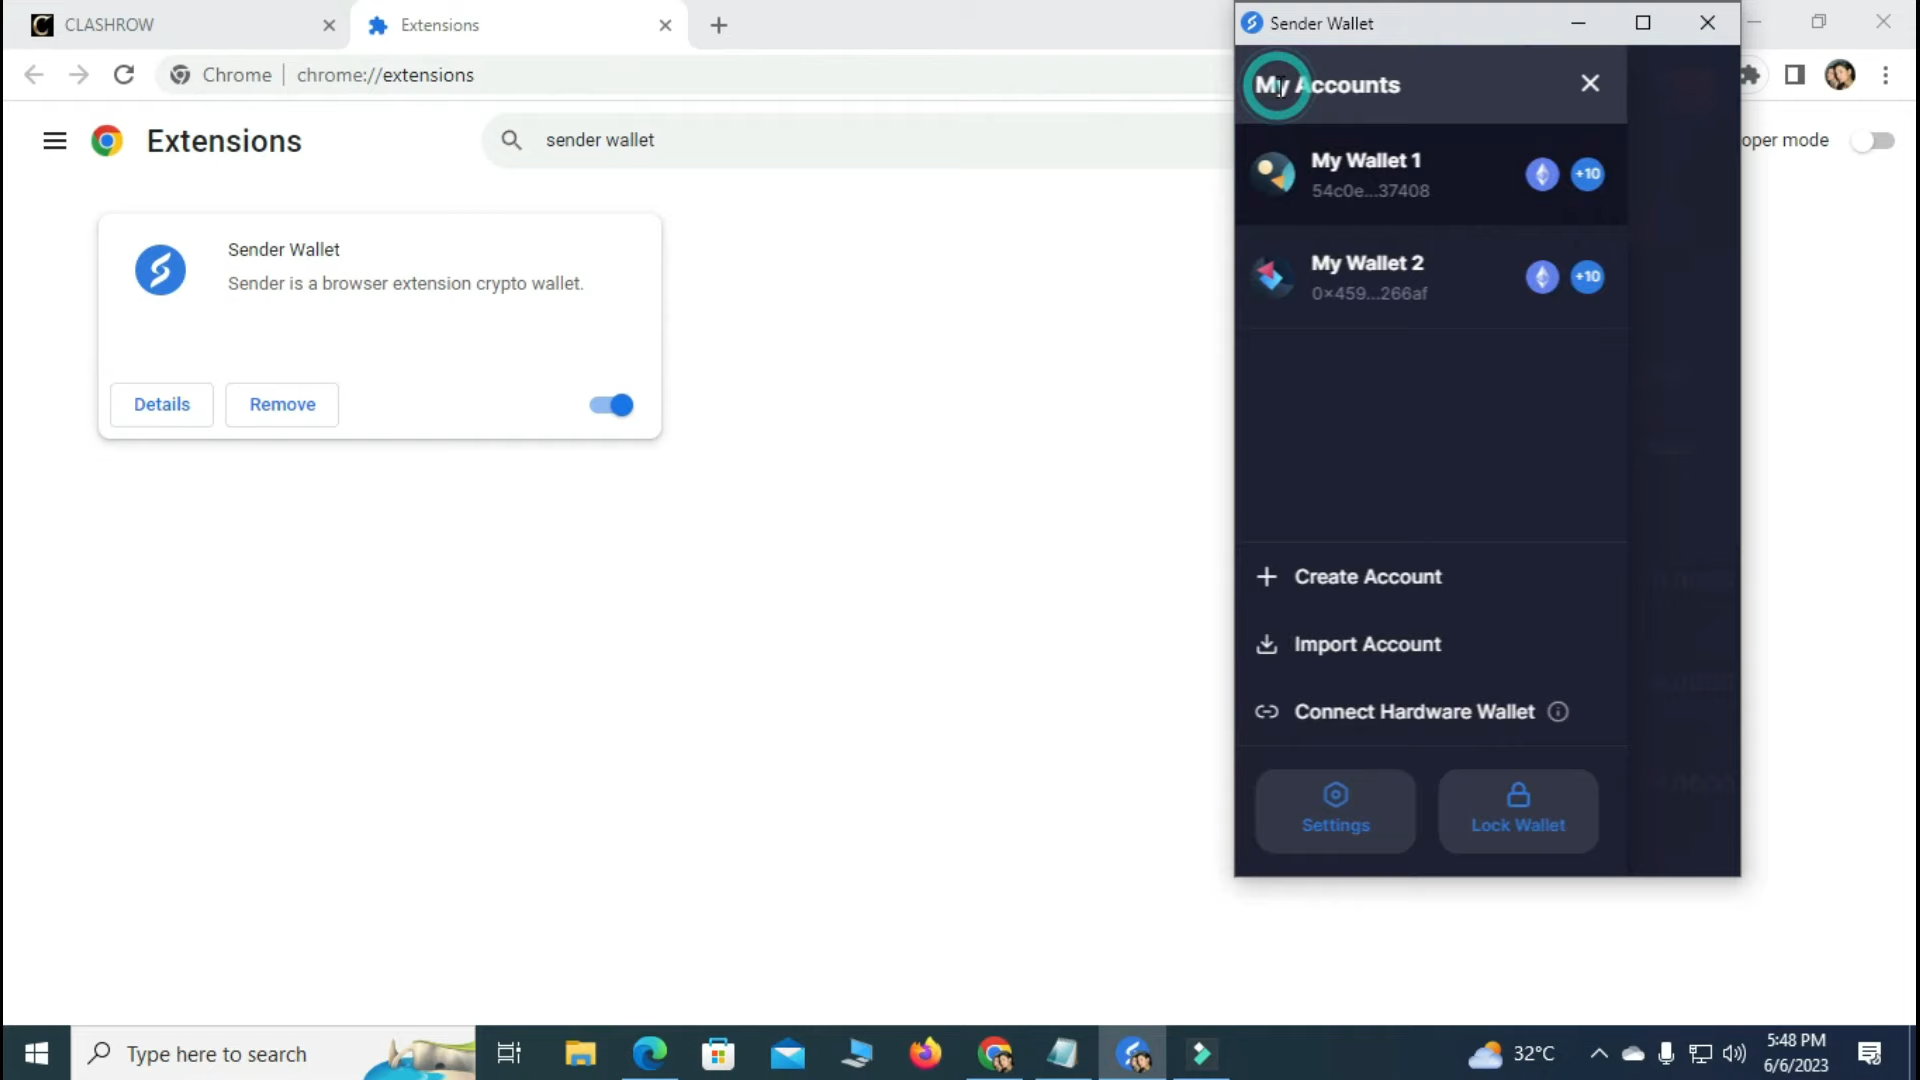 CLASHROW
Extensions
Sender Wallet
Chrome
chrome://extensions
Extensions
sender wallet
oper mode
Sender Wallet
Sender is a browser extension crypto wallet.
Details
Remove
My Accounts
My Wallet 1
54c0e...37408
+10
My Wallet 2
0×459...266af
+10
Create Account
Import Account
Connect Hardware Wallet
Settings
Lock Wallet
Type here to search
32°C
5:48 PM
6/6/2023